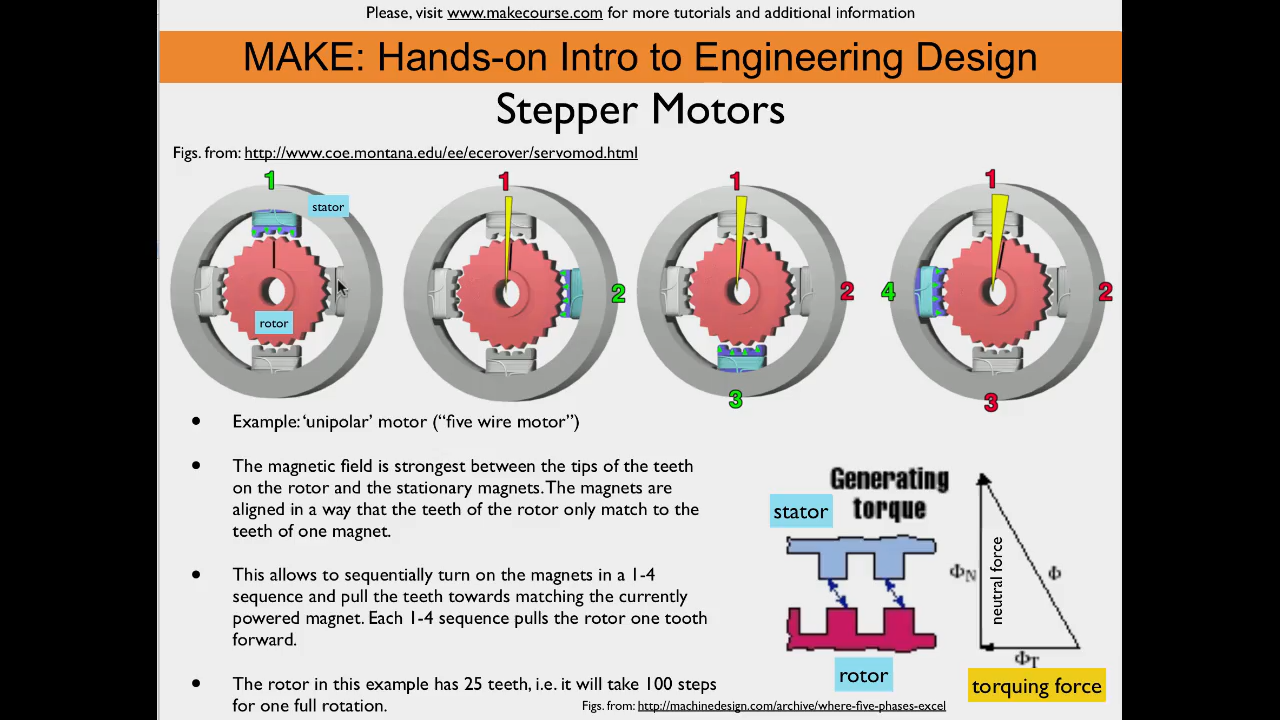 Please, visit www.makecourse.com for more tutorials and additional information
MAKE: Hands-on Intro to Engineering Design
Stepper Motors
Figs. from: http://www.coe.montana.edu/ee/ecerover/servomod.html
1
stator
rotor
1
2
1
2
3
1
4
2
3
• Example: ‘unipolar’ motor (“five wire motor”)
• The magnetic field is strongest between the tips of the teeth
on the rotor and the stationary magnets. The magnets are
aligned in a way that the teeth of the rotor only match to the
teeth of one magnet.
• This allows to sequentially turn on the magnets in a 1-4
sequence and pull the teeth towards matching the currently
powered magnet. Each 1-4 sequence pulls the rotor one tooth
forward.
• The rotor in this example has 25 teeth, i.e. it will take 100 steps
for one full rotation.
Generating
torque
stator
rotor
ΦN
neutral force
Φ
ΦT
torquing force
Figs. from: http://machinedesign.com/archive/where-five-phases-excel